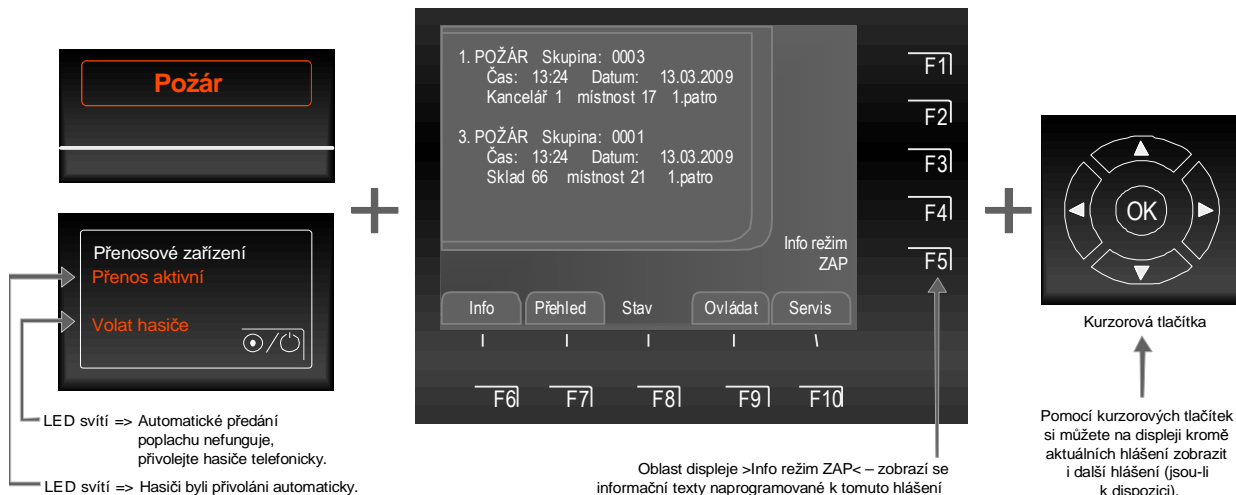 Požár
Přenosové zařízení
Přenos aktivní
Volat hasiče
LED svítí => Automatické předání
poplachu nefunguje,
přivolejte hasiče telefonicky.
LED svítí => Hasiči byli přivoláni automaticky.
1. POŽÁR Skupina: 0003
Čas: 13:24 Datum: 13.03.2009
Kancelář 1 místnost 17 1.patro
3. POŽÁR Skupina: 0001
Čas: 13:24 Datum: 13.03.2009
Sklad 66 místnost 21 1.patro
Info režim
ZAP
Info Přehled Stav Ovládat Servis
F1
F2
F3
F4
F5
F6 F7 F8 F9 F10
Oblast displeje >Info režim ZAP< – zobrazí se
informační texty naprogramované k tomuto hlášení
OK
Kurzorová tlačítka
Pomocí kurzorových tlačítek
si můžete na displeji kromě
aktuálních hlášení zobrazit
i další hlášení (jsou-li
k dispozici).